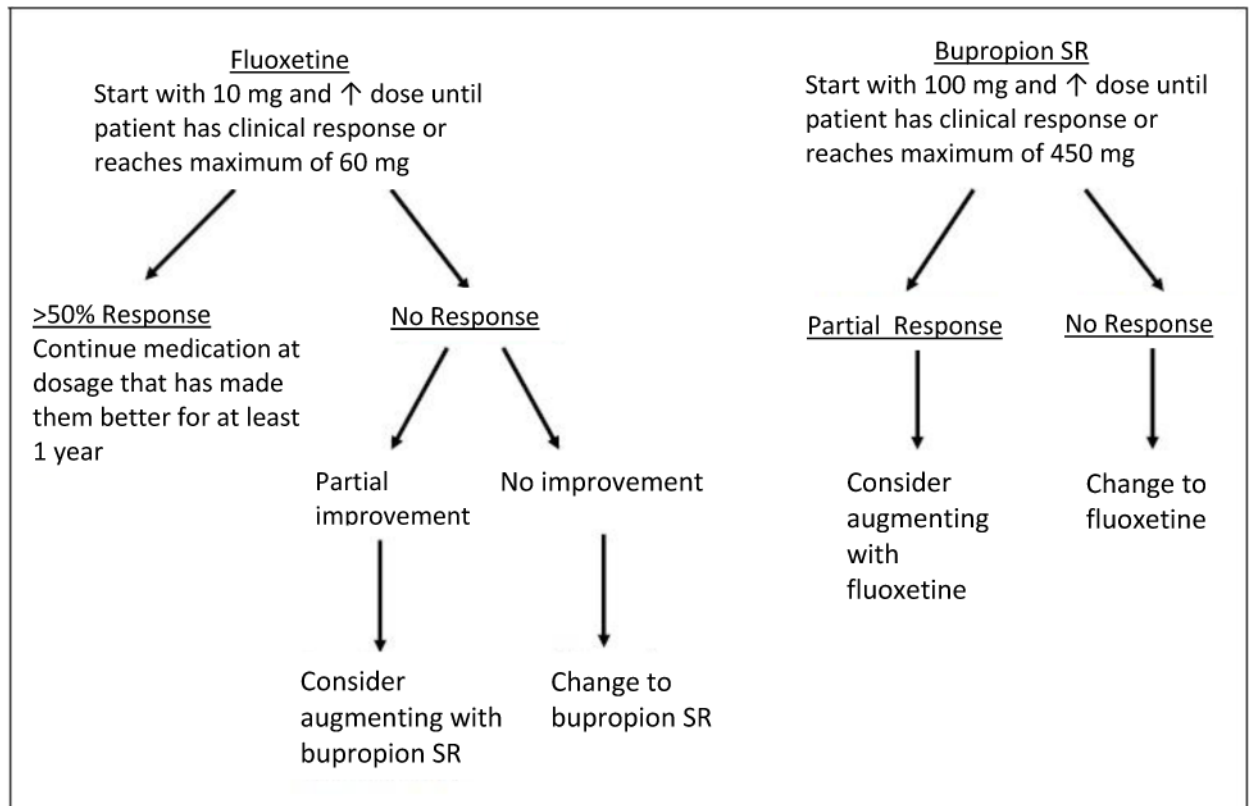 Fluoxetine
Start with 10 mg and ↑ dose until
patient has clinical response or
reaches maximum of 60 mg
Bupropion SR
Start with 100 mg and ↑ dose until
patient has clinical response or
reaches maximum of 450 mg
>50% Response
Continue medication at
dosage that has made
them better for at least
1 year
No Response
Partial
improvement
No improvement
Consider
augmenting with
bupropion SR
Change to
bupropion SR
Partial Response
No Response
Consider
augmenting
with
fluoxetine
Change to
fluoxetine